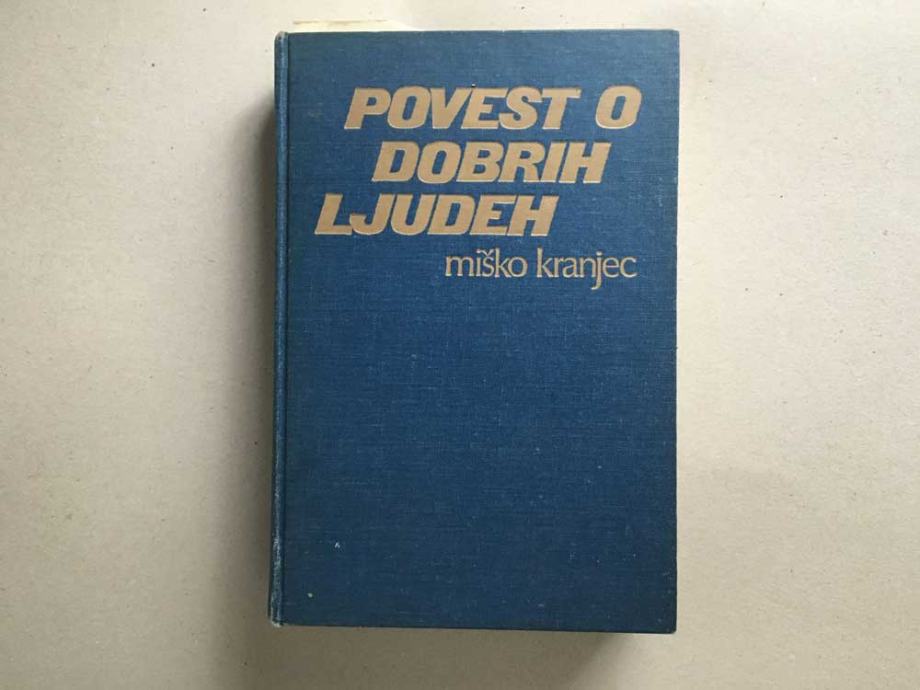 POVEST O
DOBRIH
LJUDEH
miško kranjec